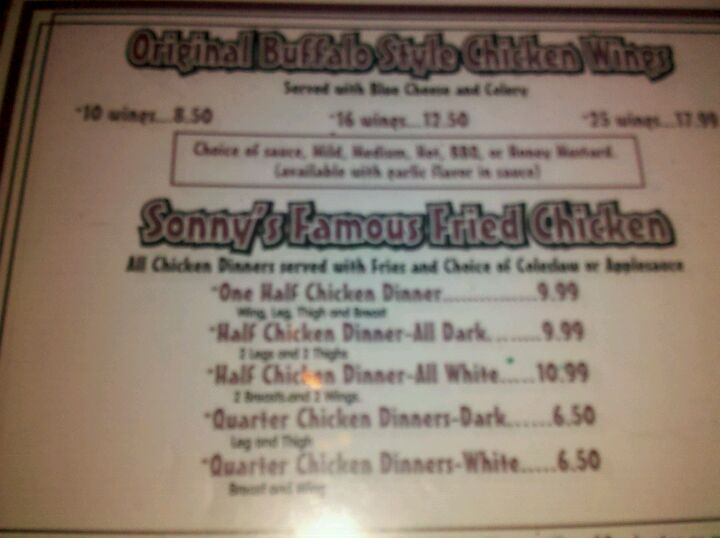 Original Buffalo Style Chicken Wings
Served with Blue Cheese and Celery
*10 wings...8.50 *16 wings...12.50 *25 wings...17.99
Choice of sauce, Mild, Medium, Hot, BBQ, or Honey Mustard.
(available with garlic flavor in sauce)
Sonny's Famous Fried Chicken
All Chicken Dinners served with Fries and Choice of Coleslaw or Applesauce
*One Half Chicken Dinner..............9.99
Wing, Leg, Thigh and Breast
*Half Chicken Dinner-All Dark........9.99
2 Legs and 2 Thighs
*Half Chicken Dinner-All White.....10.99
2 Breasts and 2 Wings.
*Quarter Chicken Dinners-Dark......6.50
Leg and Thigh
*Quarter Chicken Dinners-White.....6.50
Breast and Wing